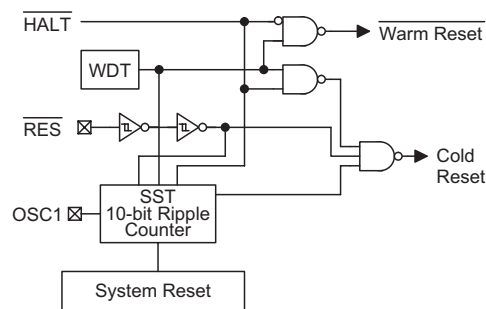 HALT
Warm Reset
WDT
RES
Cold
Reset
SST
10-bit Ripple
Counter
OSC1
System Reset